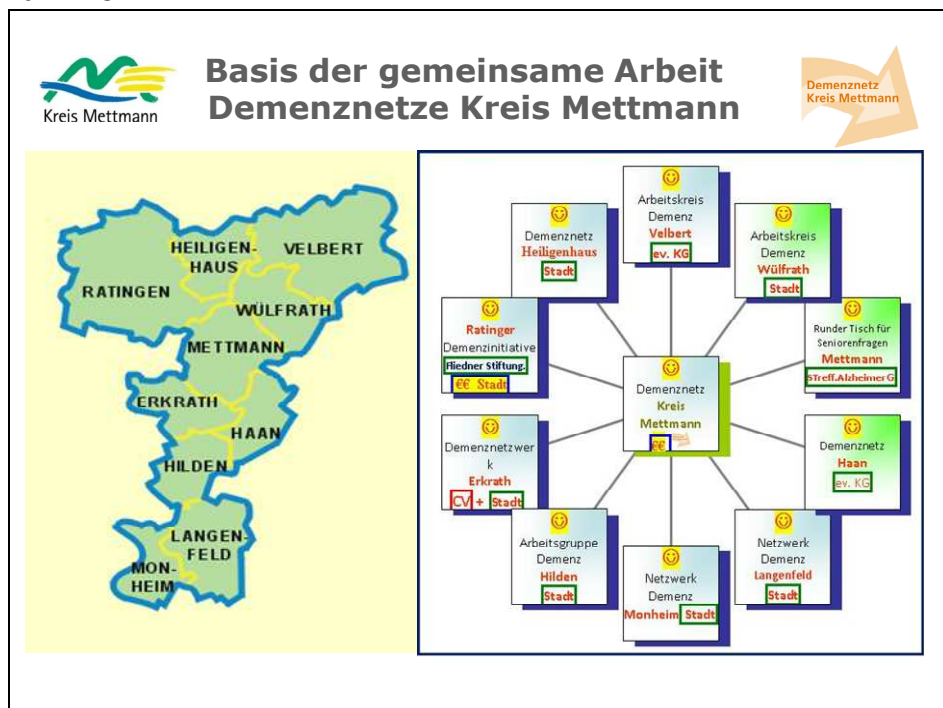 Kreis Mettmann
Basis der gemeinsame Arbeit
Demenznetze Kreis Mettmann
Demenznetz
Kreis Mettmann
HEILIGEN-
HAUS
VELBERT
RATINGEN
WÜLFRATH
METTMANN
ERKRATH
HAAN
HILDEN
LANGEN-
FELD
MON-
HEIM
Arbeitskreis
Demenz
Velbert
ev. KG
Demenznetz
Heiligenhaus
Stadt
Arbeitskreis
Demenz
Wülfrath
Stadt
Ratinger
Demenzinitiative
Fliedner Stiftung.
€€ Stadt
Runder Tisch für
Seniorenfragen
Mettmann
STreff.Alzheimer G
Demenznetz
Kreis
Mettmann
€€
Demenznetzwer
k
Erkrath
CV + Stadt
Demenznetz
Haan
ev. KG
Arbeitsgruppe
Demenz
Hilden
Stadt
Netzwerk
Demenz
Monheim Stadt
Netzwerk
Demenz
Langenfeld
Stadt